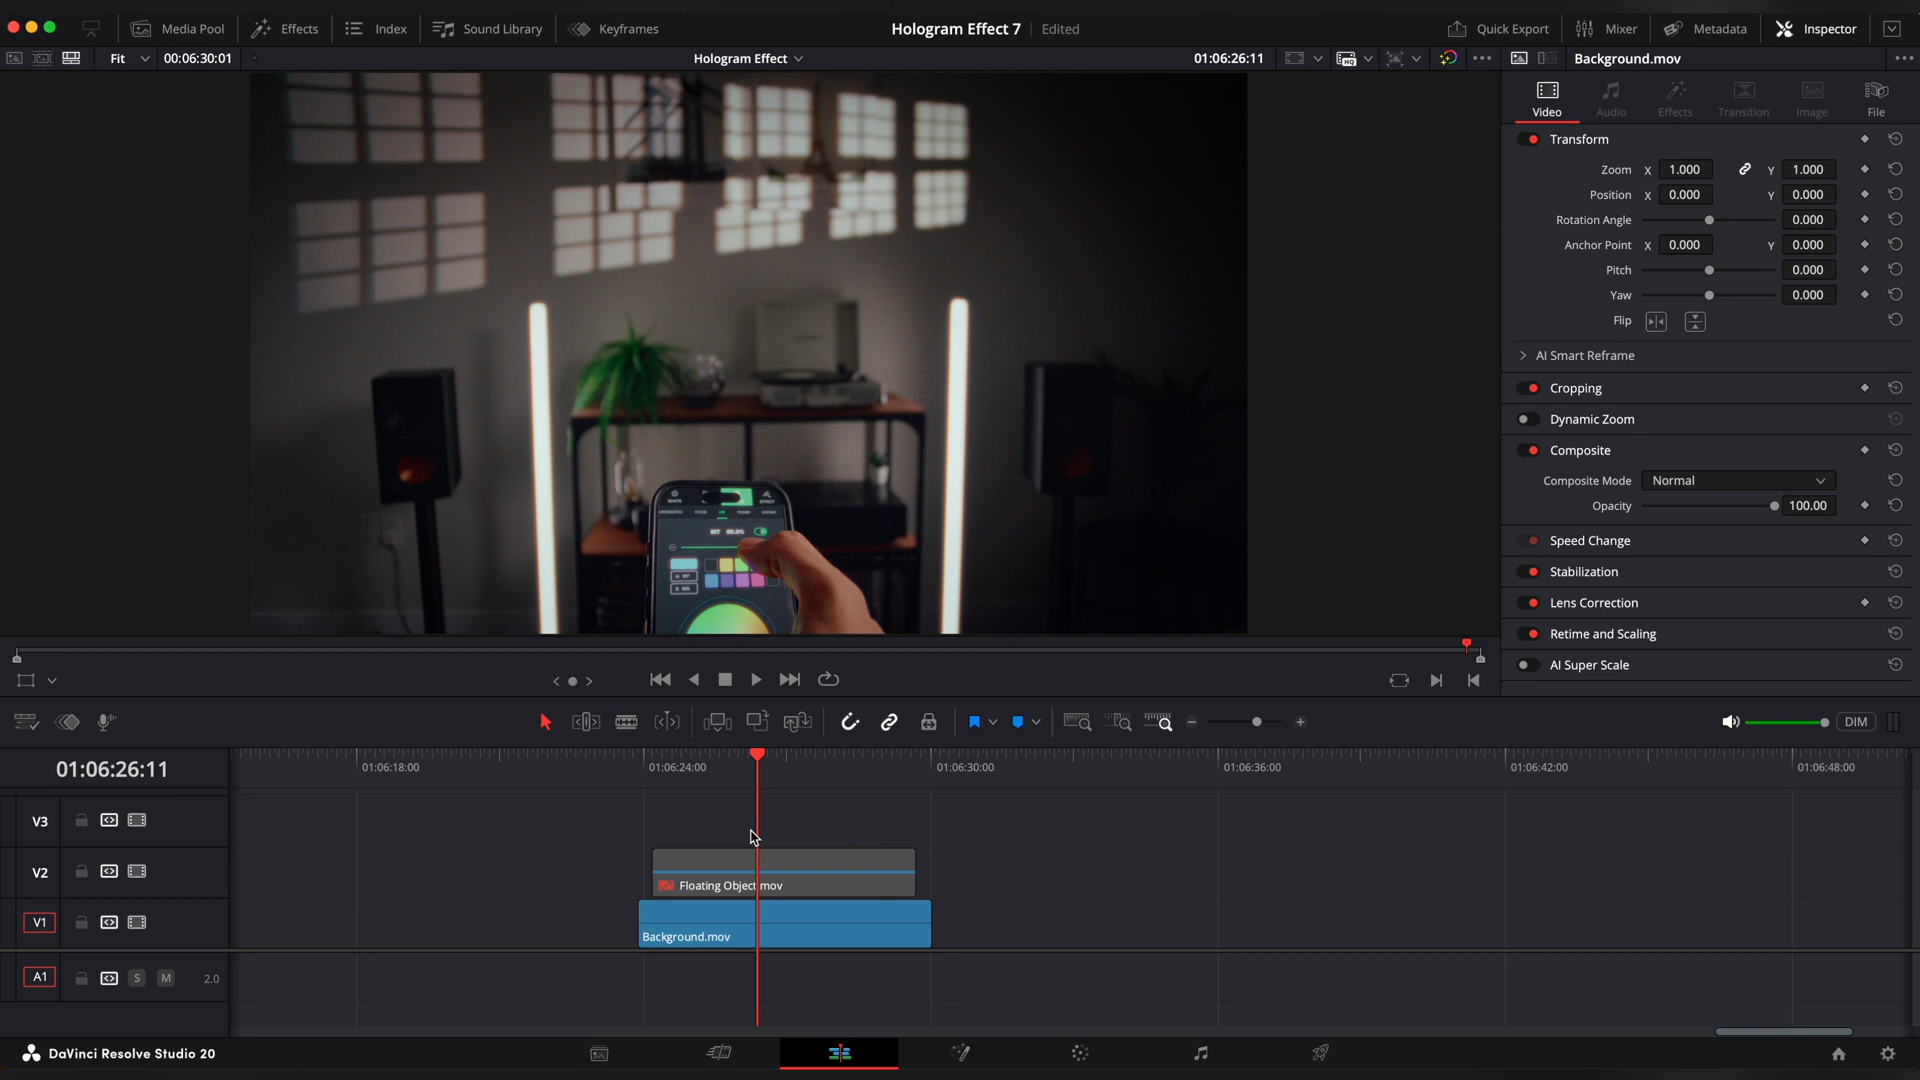 Media Pool Effects Index Sound Library Keyframes Hologram Effect 7 Edited Quick Export Mixer Metadata Inspector
Fit 00:06:30:01 Hologram Effect 01:06:26:11 HQ Background.mov
Video Audio Effects Transition Image File
Transform
Zoom X 1.000 Y 1.000
Position X 0.000 Y 0.000
Rotation Angle 0.000
Anchor Point X 0.000 Y 0.000
Pitch 0.000
Yaw 0.000
Flip
AI Smart Reframe
Cropping
Dynamic Zoom
Composite
Composite Mode Normal
Opacity 100.00
Speed Change
Stabilization
Lens Correction
Retime and Scaling
AI Super Scale
WHITE EFFECT
DIM
01:06:26:11 01:06:18:00 01:06:24:00 01:06:30:00 01:06:36:00 01:06:42:00 01:06:48:00
V3
V2 Floating Object.mov
V1 Background.mov
A1 S M 2.0
DaVinci Resolve Studio 20